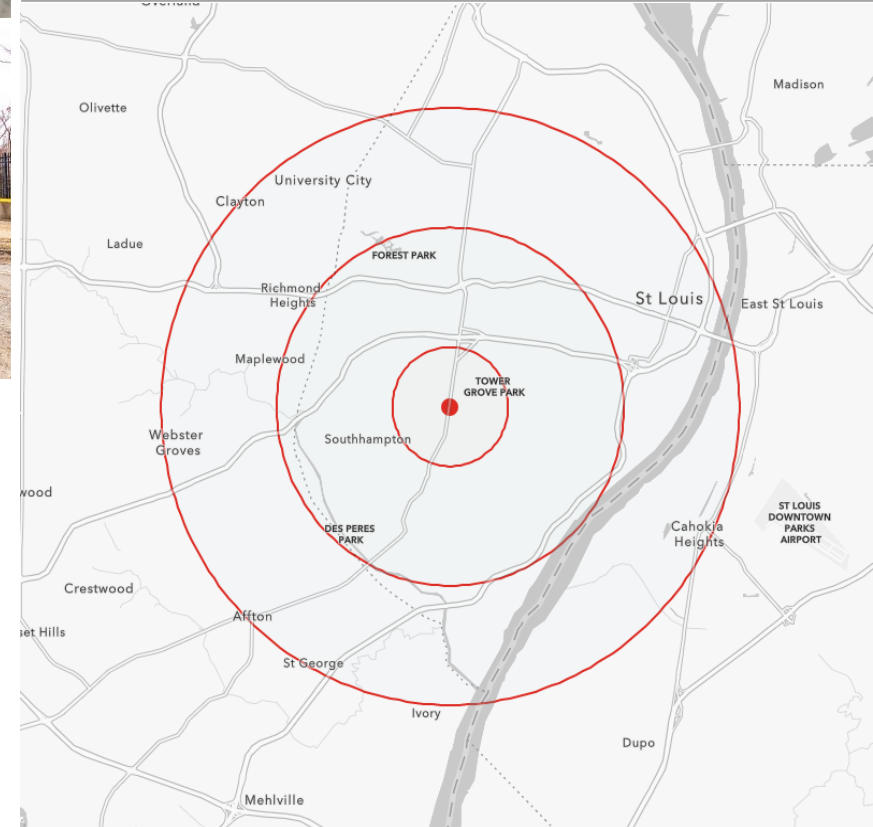 Madison
Olivette
University City
Clayton
Ladue
FOREST PARK
Richmond
Heights
St Louis
East St Louis
Maplewood
TOWER
GROVE PARK
Southhampton
Webster
Groves
wood
ST LOUIS
DOWNTOWN
PARKS
AIRPORT
DES PERES
PARK
Cahokia
Heights
Crestwood
Affton
set Hills
St George
Ivory
Dupo
Mehlville